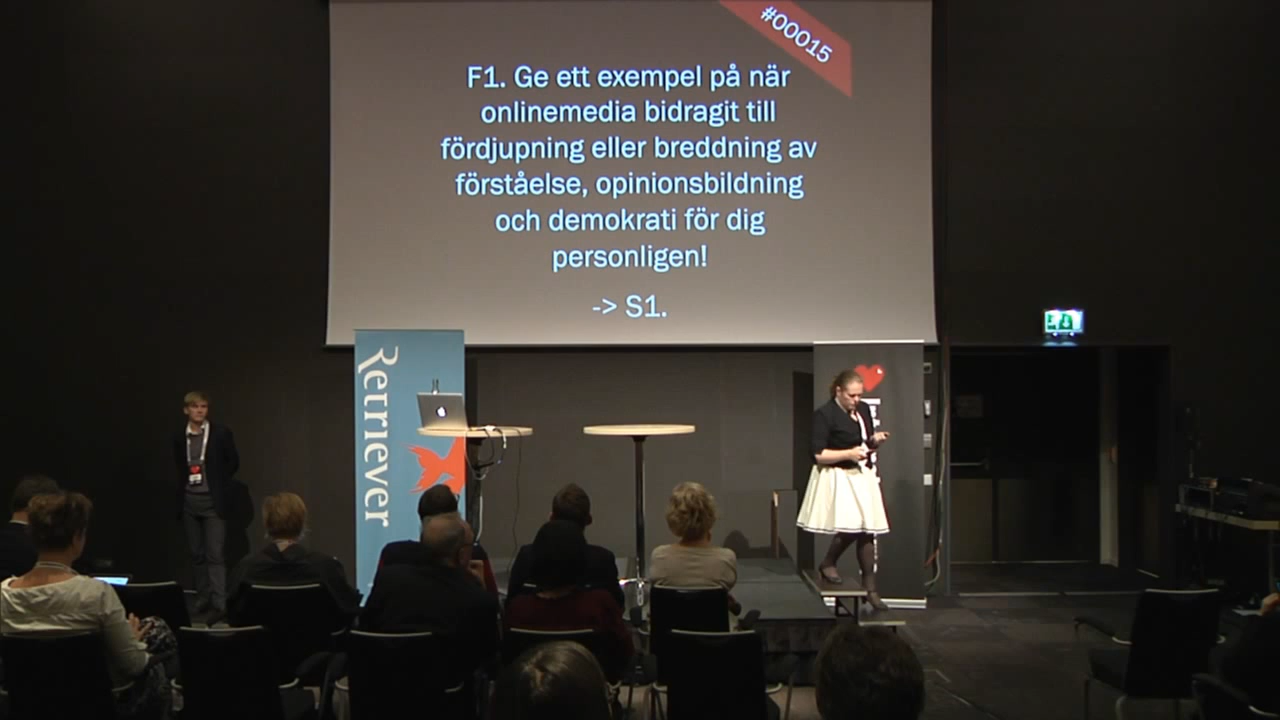 #00015
F1. Ge ett exempel på när
onlinemedia bidragit till
fördjupning eller breddning av
förståelse, opinionsbildning
och demokrati för dig
personligen!
-> S1.
Retriever